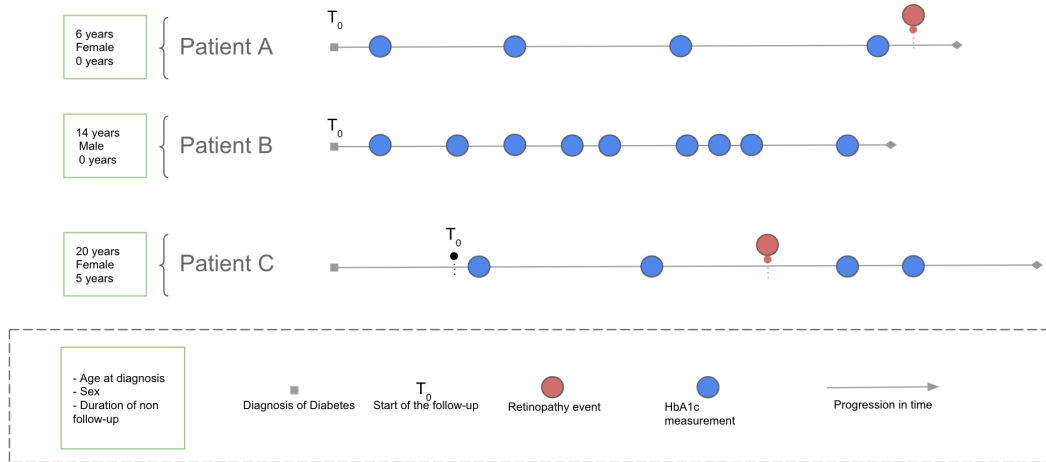 T0
6 years
Female
0 years
Patient A
T0
14 years
Male
0 years
Patient B
T0
20 years
Female
5 years
Patient C
- Age at diagnosis
- Sex
- Duration of non
follow-up
Diagnosis of Diabetes
T0
Start of the follow-up
Retinopathy event
HbA1c
measurement
Progression in time